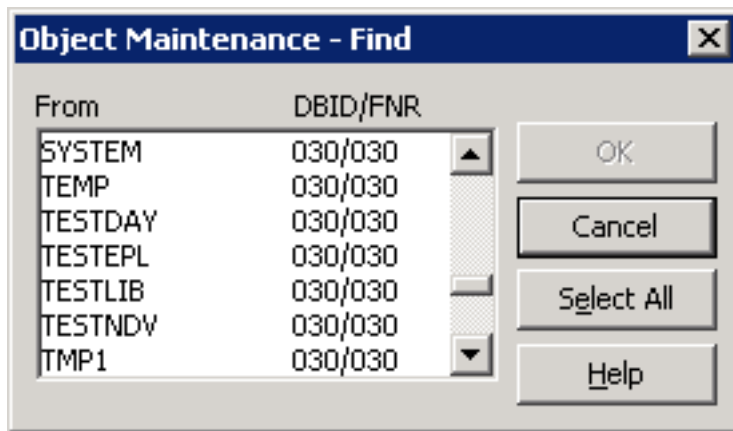 Object Maintenance - Find
From DBID/FNR
SYSTEM 030/030
TEMP 030/030
TESTDAY 030/030
TESTEPL 030/030
TESTLIB 030/030
TESTNDV 030/030
TMP1 030/030
OK
Cancel
Select All
Help